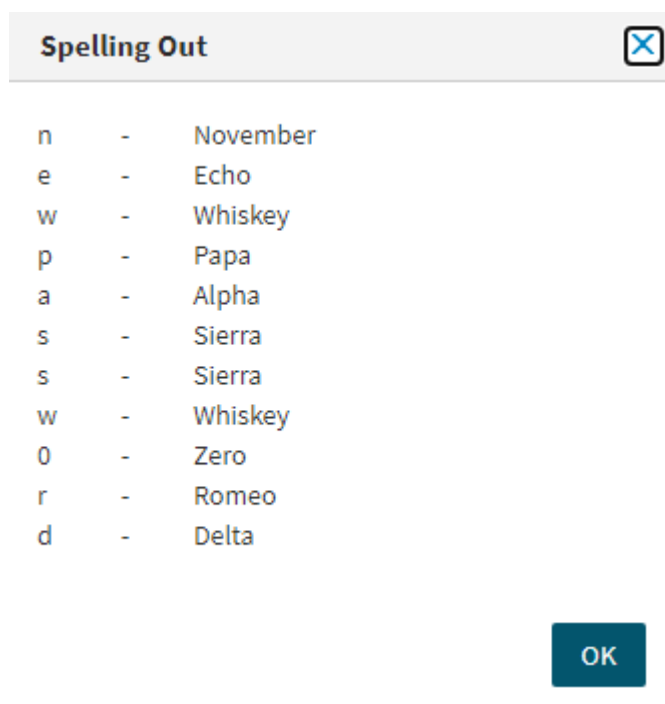 Spelling Out
n - November
e - Echo
w - Whiskey
p - Papa
a - Alpha
s - Sierra
s - Sierra
w - Whiskey
0 - Zero
r - Romeo
d - Delta
OK